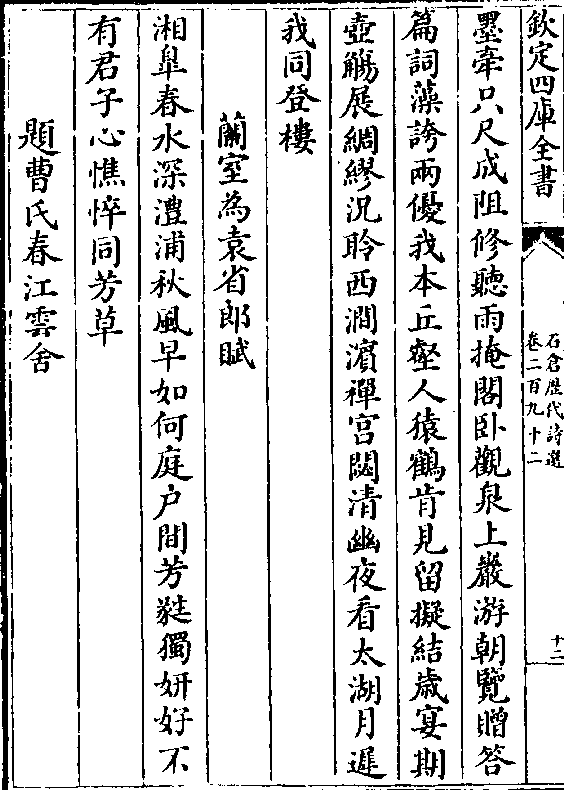 欽定四庫全書
石倉歷代詩選
卷二百九十二
十二
墨牽只尺成阻修聽雨掩閣卧觀泉上巖游朝覽贈答
篇詞藻誇兩優我本丘壑人猿鶴肯見留擬結歲宴期
壺觴展綢繆況聆西澗濱禪宮閟清幽夜看太湖月遲
我同登樓
蘭室為袁省郎賦
湘臯春水深澧浦秋風早如何庭户間芳蕤獨妍好不
有君子心憔悴同芳草
題曹氏春江雲舍